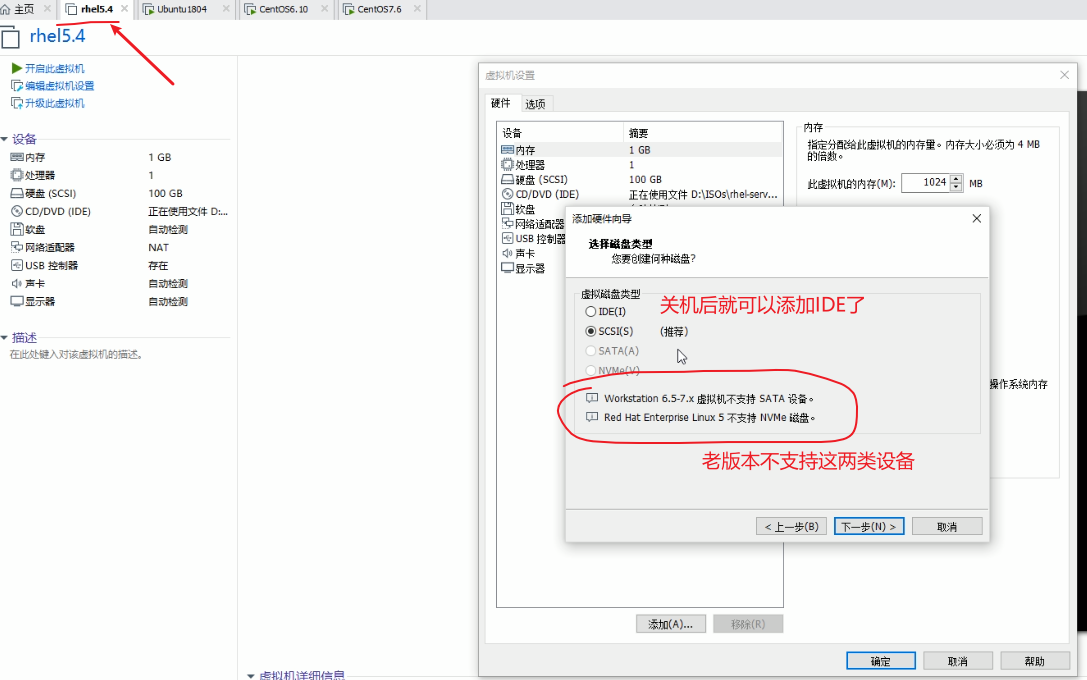 主页
rhel5.4
Ubuntu1804
CentOS6.10
CentOS7.6
rhel5.4
开启此虚拟机
编辑虚拟机设置
升级此虚拟机
设备
内存 1 GB
处理器 1
硬盘 (SCSI) 100 GB
CD/DVD (IDE) 正在使用文件 D:...
软盘 自动检测
网络适配器 NAT
USB 控制器 存在
声卡 自动检测
显示器 自动检测
描述
在此处键入对该虚拟机的描述。
虚拟机详细信息
虚拟机设置
硬件 选项
设备 摘要
内存 1 GB
处理器 1
硬盘 (SCSI) 100 GB
CD/DVD (IDE) 正在使用文件 D:\ISOs\rhel-serv...
软盘
网络适配器
USB 控制器
声卡
显示器
内存
指定分配给此虚拟机的内存量。内存大小必须为 4 MB
的倍数。
此虚拟机的内存(M): 1024 MB
操作系统内存
添加硬件向导
选择磁盘类型
您要创建何种磁盘?
虚拟磁盘类型
IDE(I)
SCSI(S) (推荐)
SATA(A)
NVMe(V)
关机后就可以添加IDE了
Workstation 6.5-7.x 虚拟机不支持 SATA 设备。
Red Hat Enterprise Linux 5 不支持 NVMe 磁盘。
老版本不支持这两类设备
< 上一步(B) 下一步(N) > 取消
添加(A)... 移除(R)
确定 取消 帮助